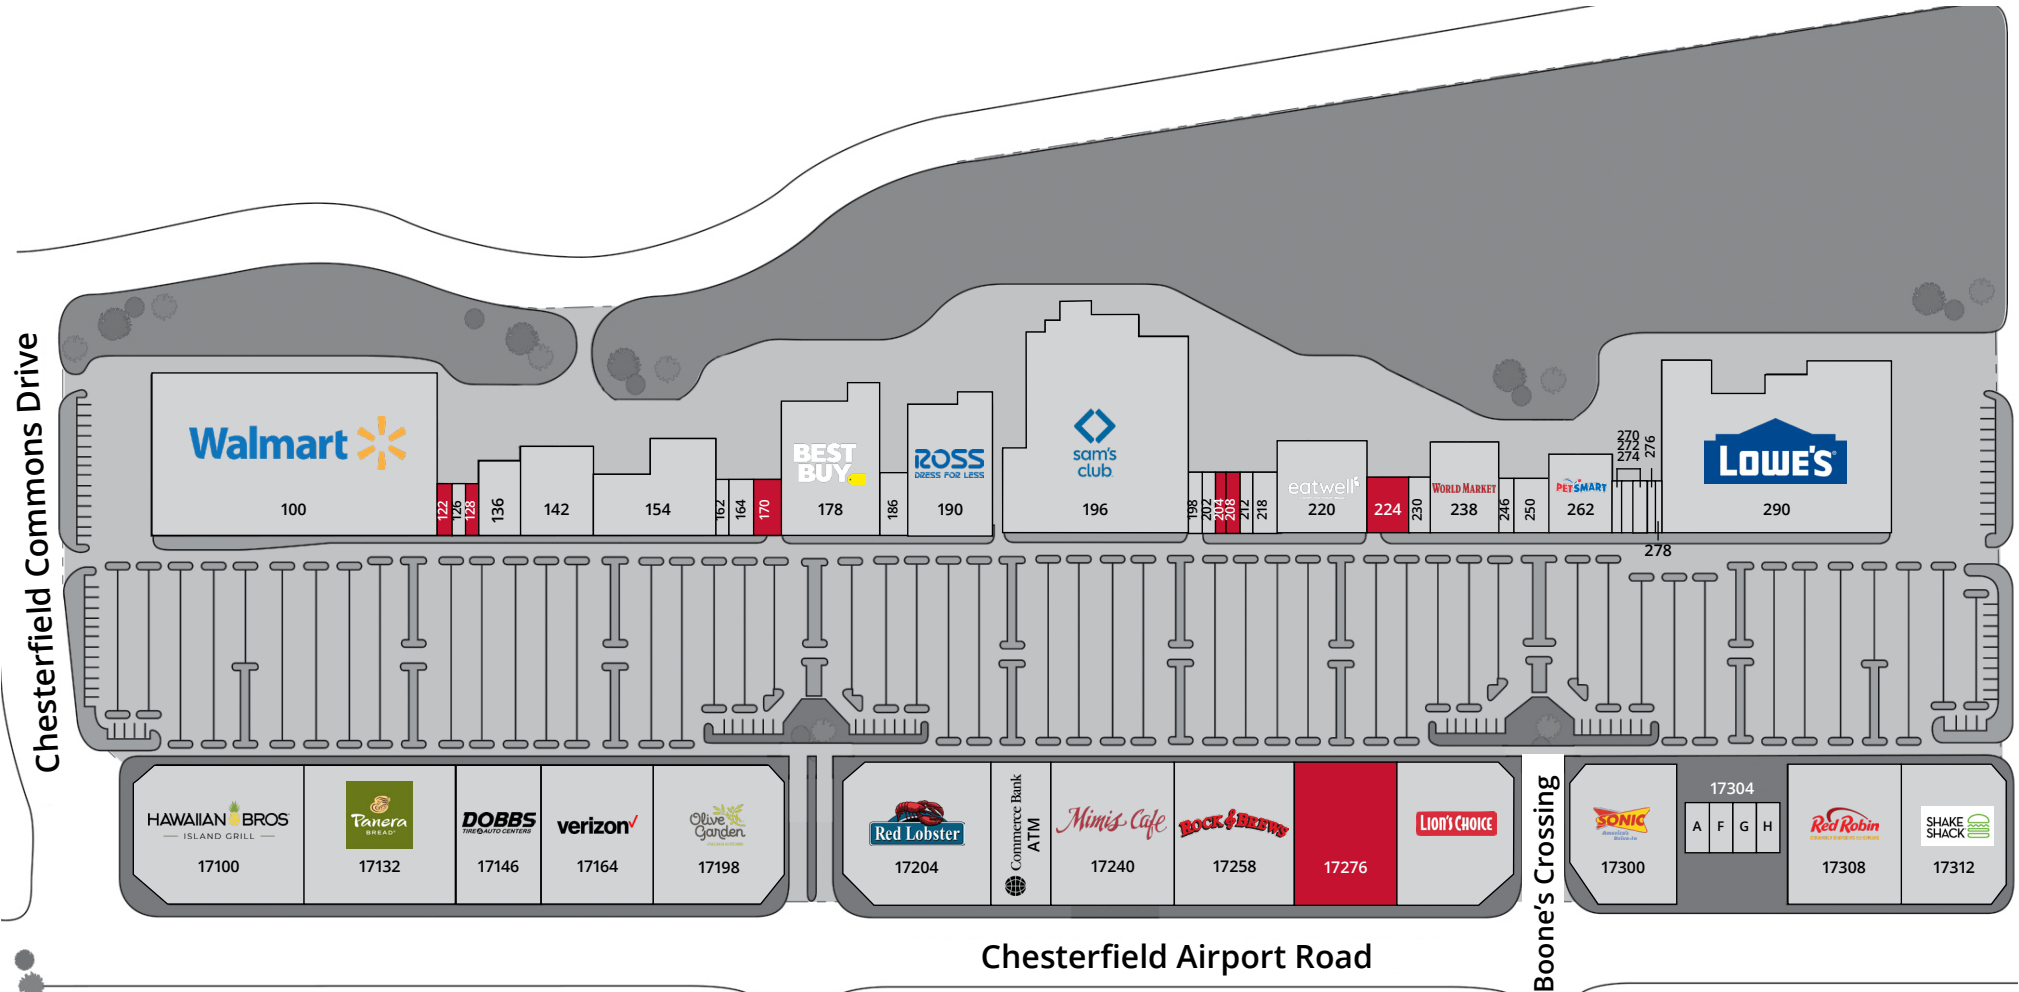 Chesterfield Commons Drive
Walmart
100
122
126
128
136
142
154
162
164
170
BEST
BUY
178
186
ROSS
DRESS FOR LESS
190
sam's
club
196
198
202
204
208
212
218
eatwell
220
224
230
WORLD MARKET
238
246
250
PETSMART
262
270
272
274
276
278
LOWE'S
290
HAWAIIAN BROS
ISLAND GRILL
17100
Panera
BREAD
17132
DOBBS
TIRE & AUTO CENTERS
17146
verizon
17164
Olive
Garden
17198
Red Lobster
17204
Commerce Bank
ATM
Mimi's Cafe
17240
ROCK & BREWS
17258
17276
LION'S CHOICE
SONIC
America's
Drive-In
17300
17304
A F G H
Red Robin
17308
SHAKE
SHACK
17312
Chesterfield Airport Road
Boone's Crossing